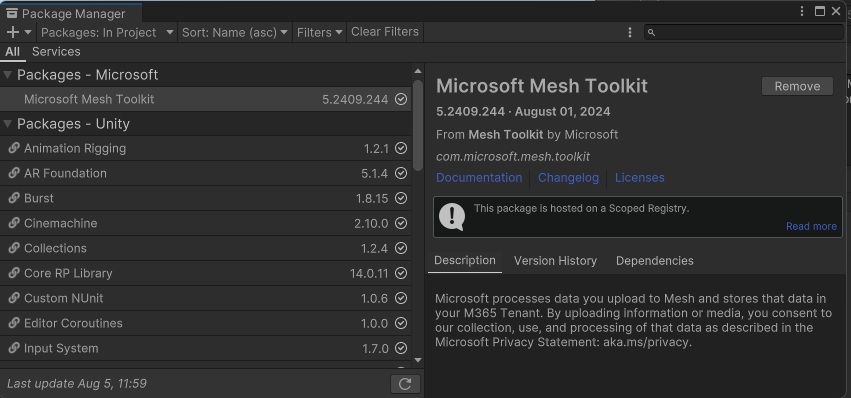 Package Manager
Packages: In Project
Sort: Name (asc)
Filters
Clear Filters
All
Services
Packages - Microsoft
Microsoft Mesh Toolkit 5.2409.244
Packages - Unity
Animation Rigging 1.2.1
AR Foundation 5.1.4
Burst 1.8.15
Cinemachine 2.10.0
Collections 1.2.4
Core RP Library 14.0.11
Custom NUnit 1.0.6
Editor Coroutines 1.0.0
Input System 1.7.0
Last update Aug 5, 11:59
Microsoft Mesh Toolkit
Remove
5.2409.244 · August 01, 2024
From Mesh Toolkit by Microsoft
com.microsoft.mesh.toolkit
Documentation
Changelog
Licenses
This package is hosted on a Scoped Registry.
Read more
Description
Version History
Dependencies
Microsoft processes data you upload to Mesh and stores that data in
your M365 Tenant. By uploading information or media, you consent to
our collection, use, and processing of that data as described in the
Microsoft Privacy Statement: aka.ms/privacy.